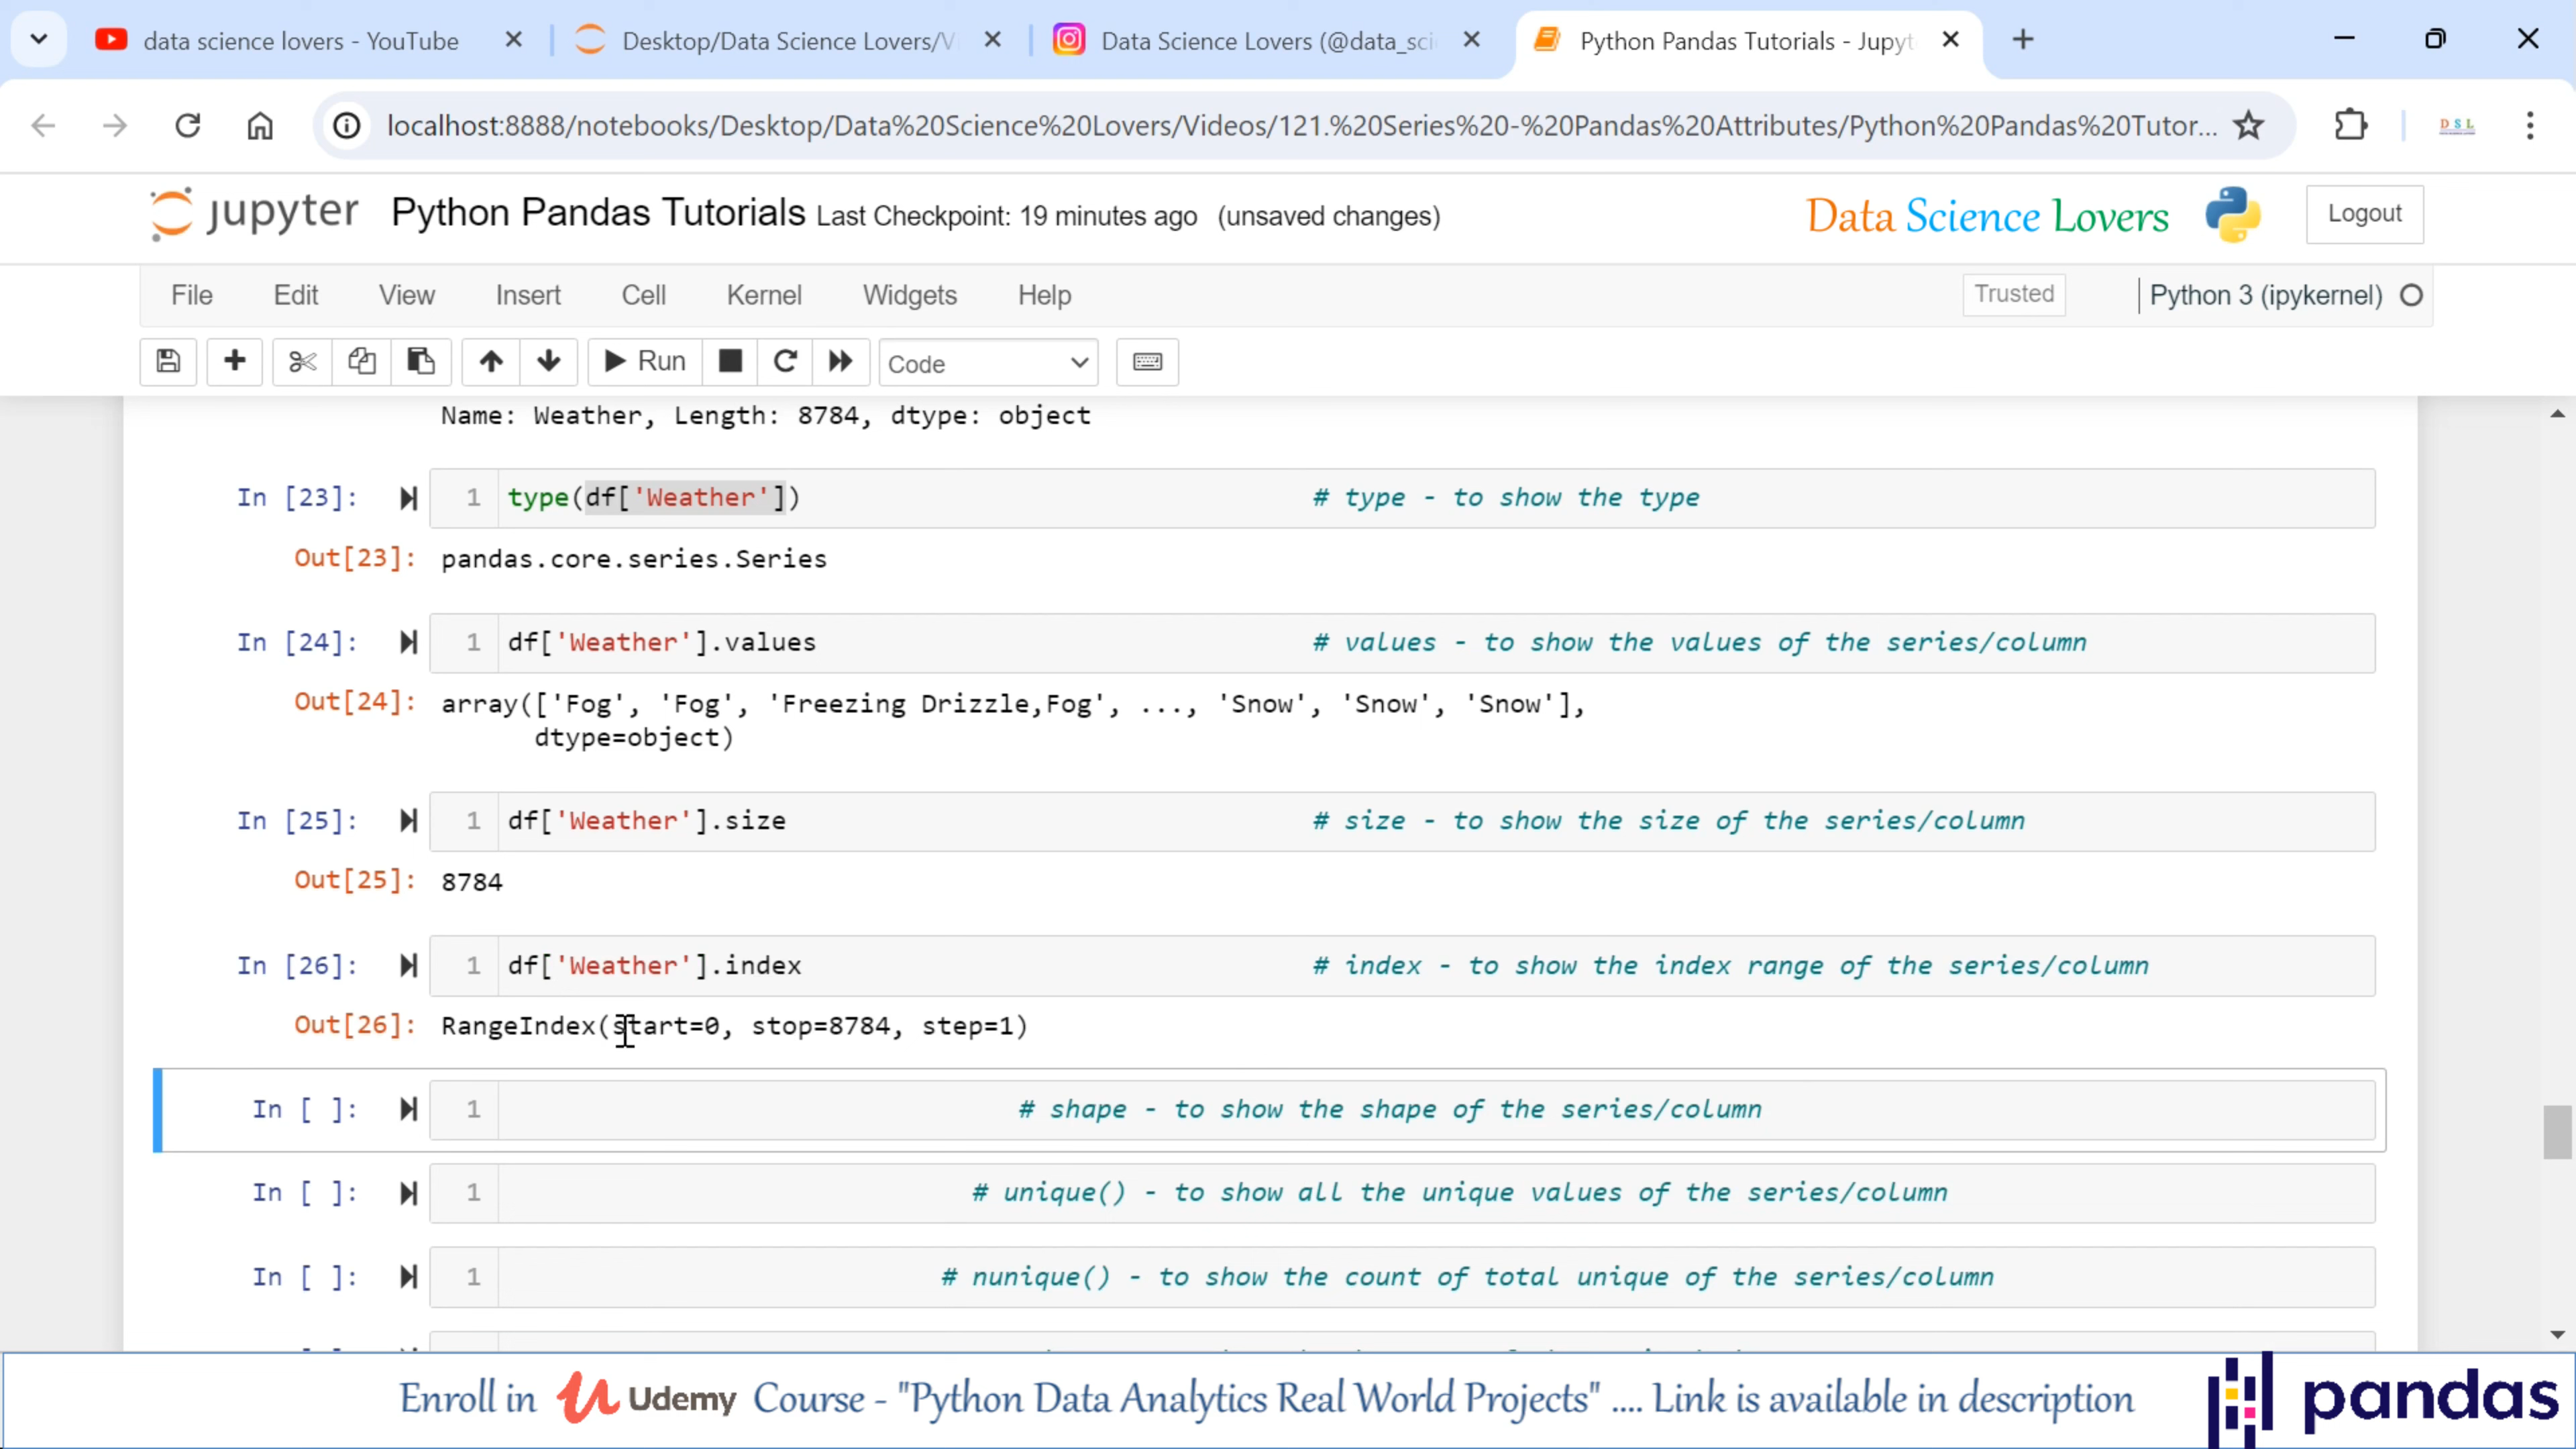 data science lovers - YouTube
Desktop/Data Science Lovers/Vi
Data Science Lovers (@data_sci
Python Pandas Tutorials - Jupyt
localhost:8888/notebooks/Desktop/Data%20Science%20Lovers/Videos/121.%20Series%20-%20Pandas%20Attributes/Python%20Pandas%20Tutor...
DSL
jupyter Python Pandas Tutorials Last Checkpoint: 19 minutes ago (unsaved changes) Data Science Lovers Logout
File Edit View Insert Cell Kernel Widgets Help Trusted Python 3 (ipykernel)
Run Code
Name: Weather, Length: 8784, dtype: object
In [23]: 1 type(df['Weather']) # type - to show the type
Out[23]: pandas.core.series.Series
In [24]: 1 df['Weather'].values # values - to show the values of the series/column
Out[24]: array(['Fog', 'Fog', 'Freezing Drizzle,Fog', ..., 'Snow', 'Snow', 'Snow'],
dtype=object)
In [25]: 1 df['Weather'].size # size - to show the size of the series/column
Out[25]: 8784
In [26]: 1 df['Weather'].index # index - to show the index range of the series/column
Out[26]: RangeIndex(start=0, stop=8784, step=1)
In [ ]: 1 # shape - to show the shape of the series/column
In [ ]: 1 # unique() - to show all the unique values of the series/column
In [ ]: 1 # nunique() - to show the count of total unique of the series/column
Enroll in Udemy Course - "Python Data Analytics Real World Projects" .... Link is available in description
pandas